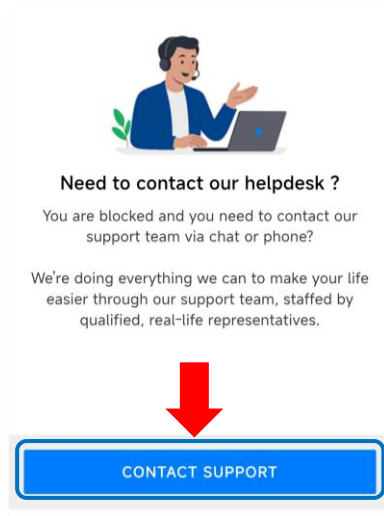 Need to contact our helpdesk ?
You are blocked and you need to contact our
support team via chat or phone?
We're doing everything we can to make your life
easier through our support team, staffed by
qualified, real-life representatives.
CONTACT SUPPORT